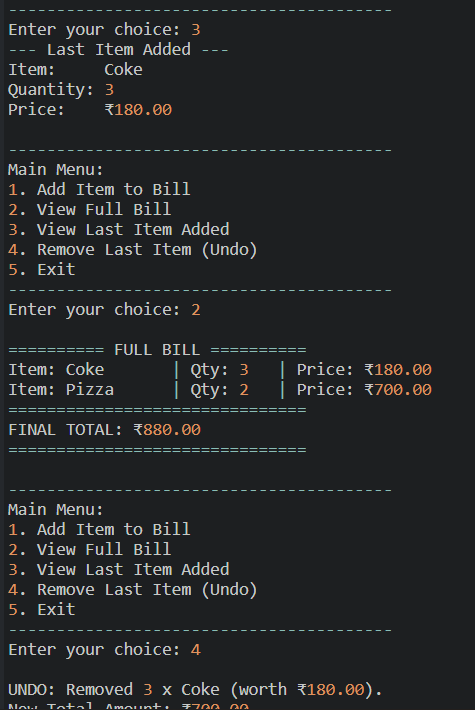 ----------------------------------------
Enter your choice: 3
--- Last Item Added ---
Item:     Coke
Quantity: 3
Price:    ₹180.00
----------------------------------------
Main Menu:
1. Add Item to Bill
2. View Full Bill
3. View Last Item Added
4. Remove Last Item (Undo)
5. Exit
----------------------------------------
Enter your choice: 2
========== FULL BILL ==========
Item: Coke       | Qty: 3   | Price: ₹180.00
Item: Pizza      | Qty: 2   | Price: ₹700.00
===============================
FINAL TOTAL: ₹880.00
===============================
----------------------------------------
Main Menu:
1. Add Item to Bill
2. View Full Bill
3. View Last Item Added
4. Remove Last Item (Undo)
5. Exit
----------------------------------------
Enter your choice: 4
UNDO: Removed 3 x Coke (worth ₹180.00).
New Total Amount: ₹700.00